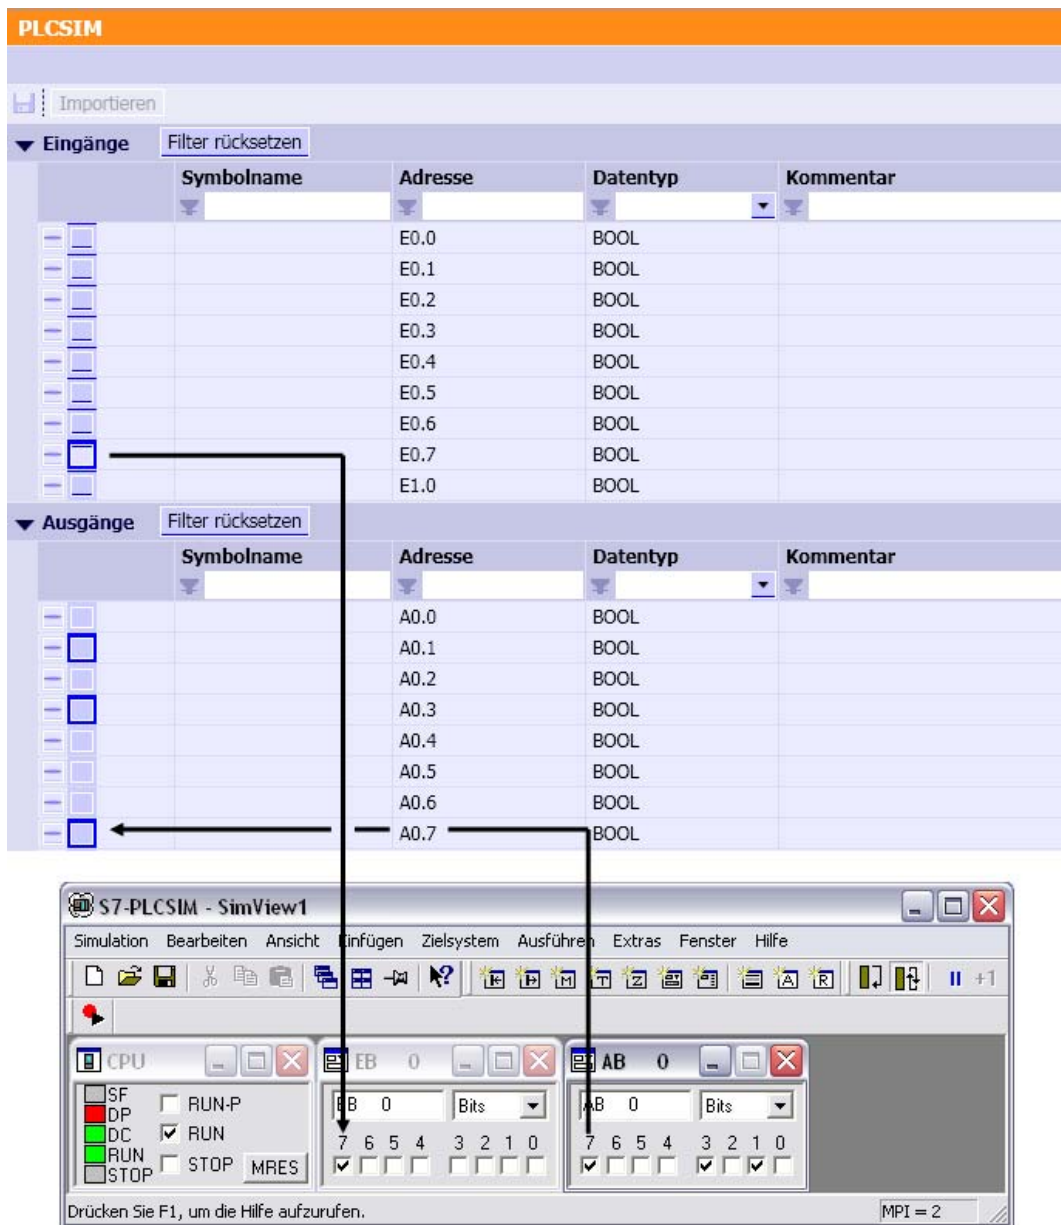 PLCSIM
Importieren
Eingänge Filter rücksetzen
Symbolname Adresse Datentyp Kommentar
E0.0 BOOL
E0.1 BOOL
E0.2 BOOL
E0.3 BOOL
E0.4 BOOL
E0.5 BOOL
E0.6 BOOL
E0.7 BOOL
E1.0 BOOL
Ausgänge Filter rücksetzen
Symbolname Adresse Datentyp Kommentar
A0.0 BOOL
A0.1 BOOL
A0.2 BOOL
A0.3 BOOL
A0.4 BOOL
A0.5 BOOL
A0.6 BOOL
A0.7 BOOL
S7-PLCSIM - SimView1
Simulation Bearbeiten Ansicht Einfügen Zielsystem Ausführen Extras Fenster Hilfe
+1
CPU EB 0 AB 0
SF
DP
DC
RUN
STOP
RUN-P
RUN
STOP MRES
EB 0 Bits
7 6 5 4 3 2 1 0
AB 0 Bits
7 6 5 4 3 2 1 0
Drücken Sie F1, um die Hilfe aufzurufen. MPI = 2